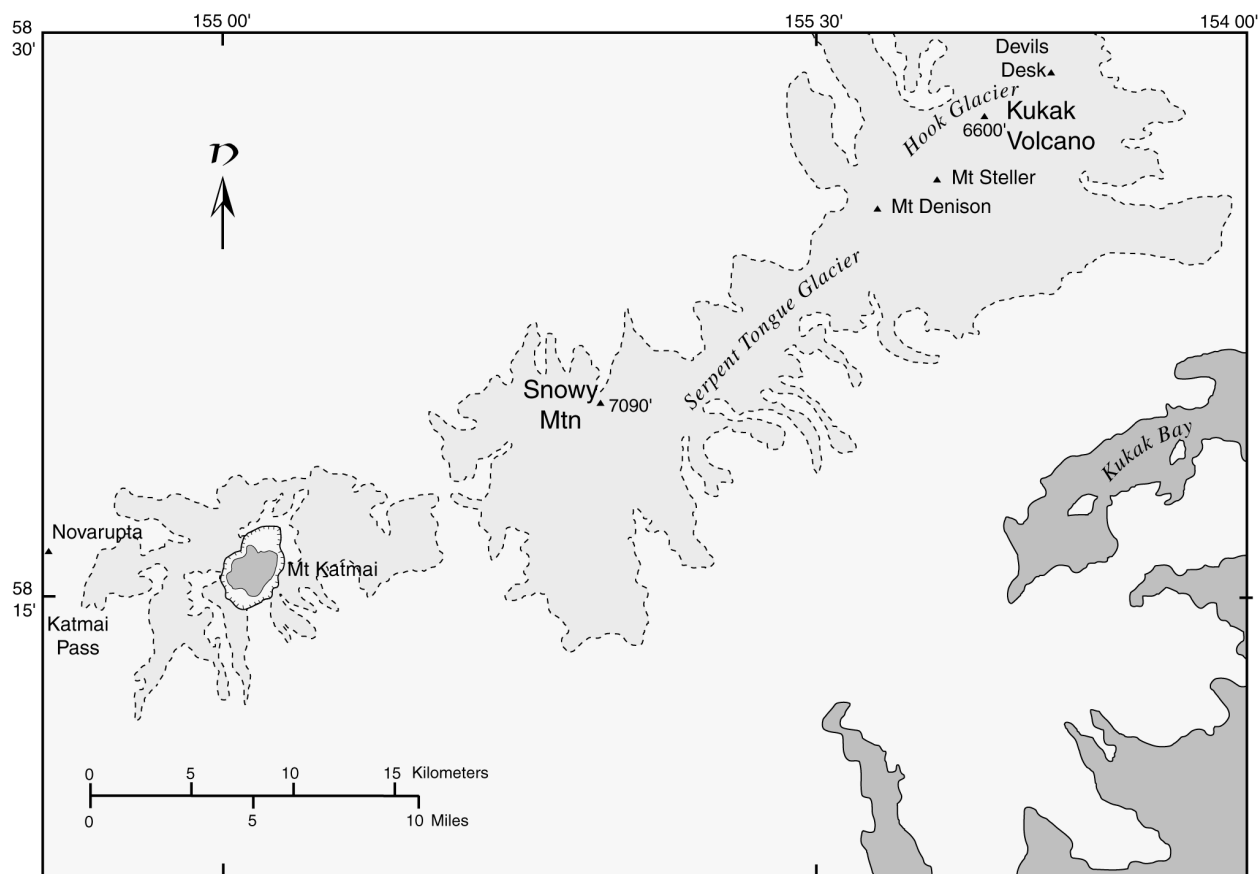 58
30'
155 00'
155 30'
154 00'
Devils
Desk
Hook Glacier
Kukak
Volcano
6600'
Mt Steller
Mt Denison
n
Serpent Tongue Glacier
Snowy
Mtn
7090'
Kukak Bay
Novarupta
Mt Katmai
58
15'
Katmai
Pass
0 5 10 15 Kilometers
0 5 10 Miles